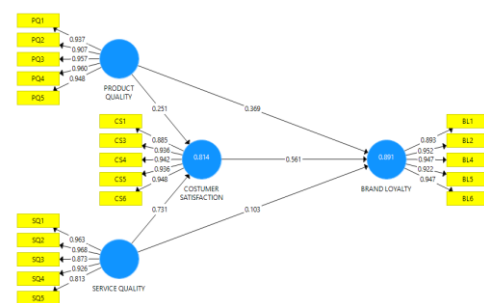 PQ1
PQ2
PQ3
PQ4
PQ5
0.937
0.907
0.957
0.960
0.948
PRODUCT
QUALITY
0.251
0.369
CS1
CS3
CS4
CS5
CS6
0.885
0.936
0.942
0.936
0.948
0.814
COSTUMER
SATISFACTION
0.561
0.891
BRAND LOYALTY
0.893
0.952
0.947
0.922
0.947
BL1
BL2
BL4
BL5
BL6
0.731
0.103
SQ1
SQ2
SQ3
SQ4
SQ5
0.963
0.968
0.873
0.926
0.813
SERVICE QUALITY